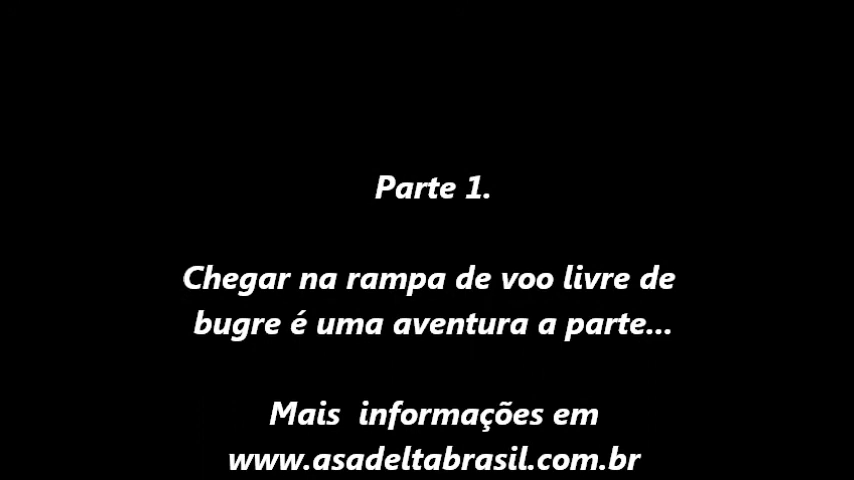 Parte 1.
Chegar na rampa de voo livre de
bugre é uma aventura a parte...
Mais informações em
www.asadeltabrasil.com.br